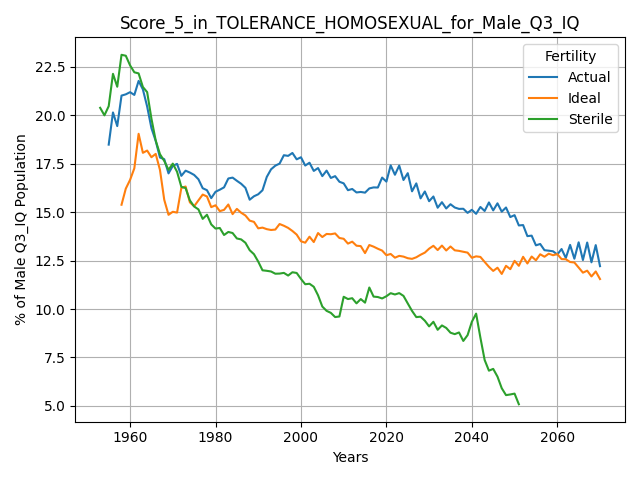 Score_5_in_TOLERANCE_HOMOSEXUAL_for_Male_Q3_IQ
Fertility
Actual
Ideal
Sterile
% of Male Q3_IQ Population
22.5
20.0
17.5
15.0
12.5
10.0
7.5
5.0
1960 1980 2000 2020 2040 2060
Years